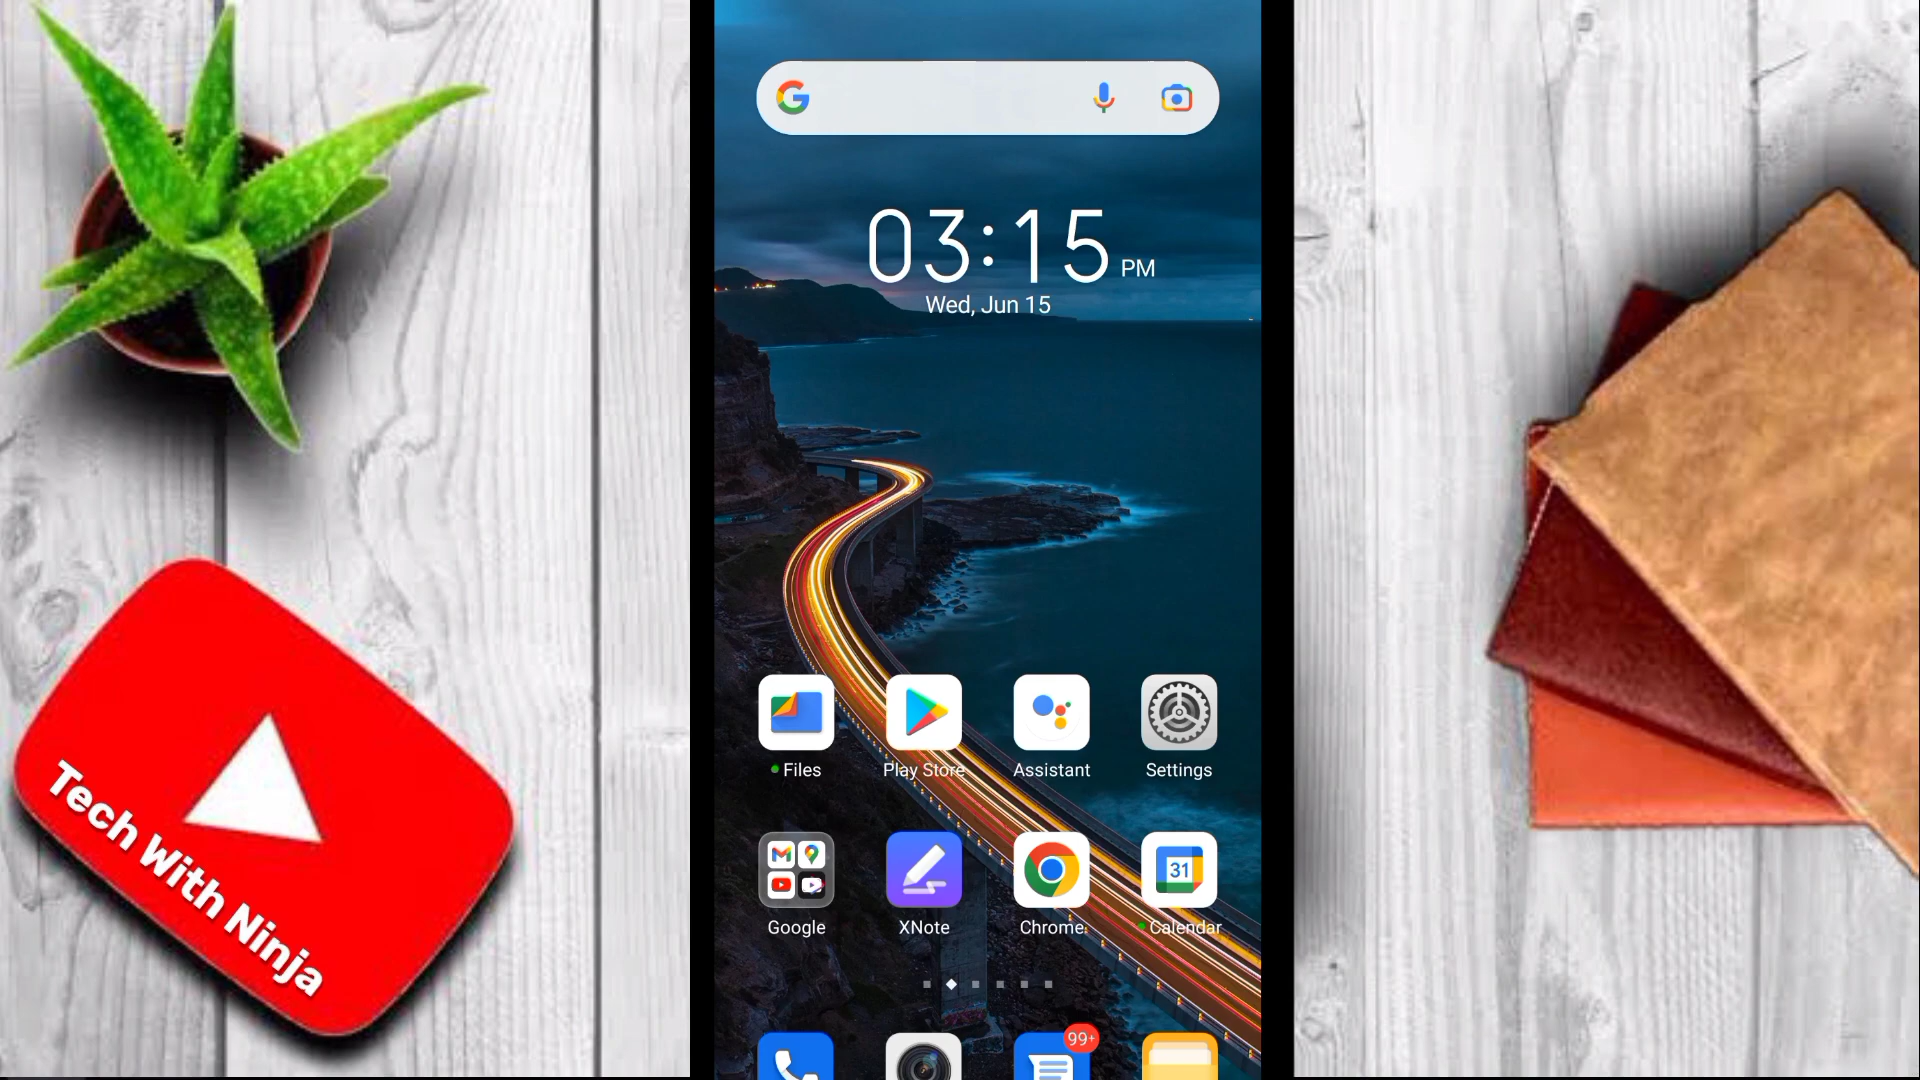 03:15 PM
Wed, Jun 15
Files
Play Store
Assistant
Settings
31
Google
XNote
Chrome
Calendar
99+
Tech With Ninja